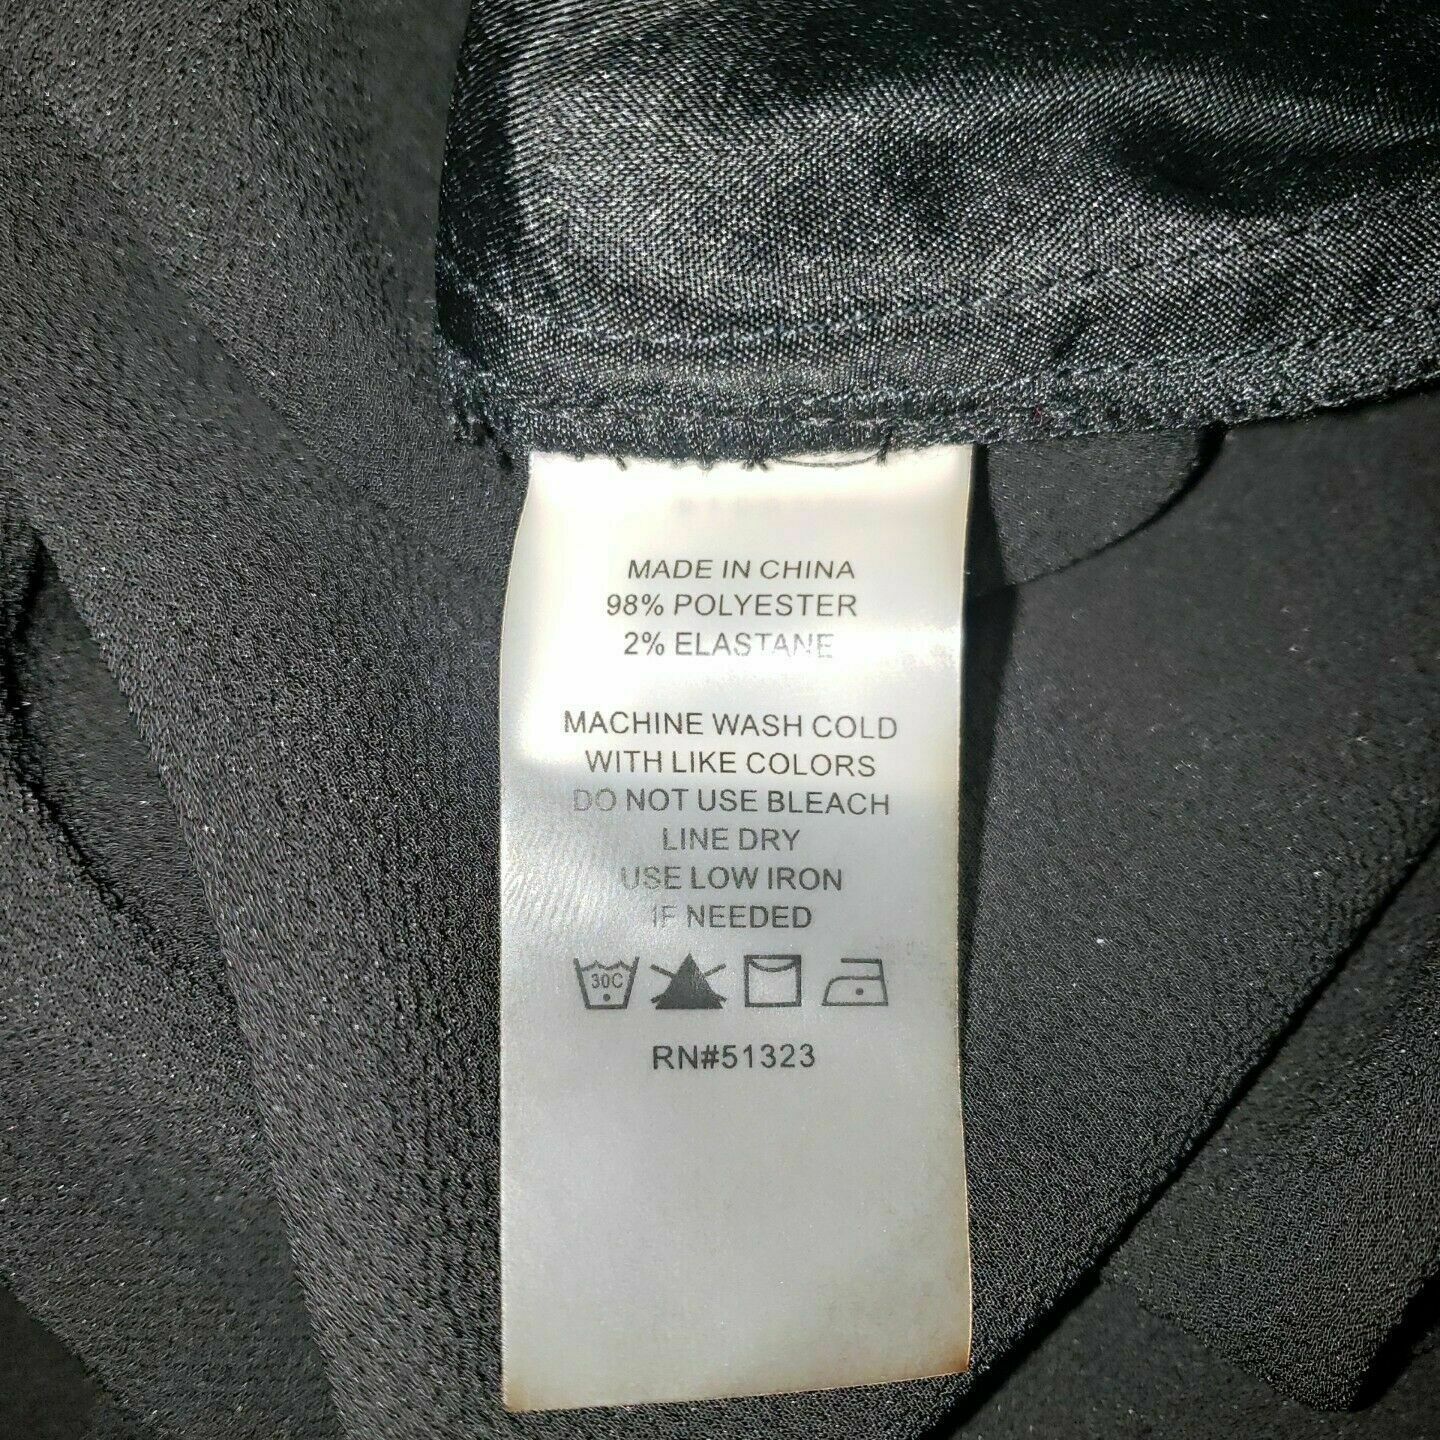 MADE IN CHINA
98% POLYESTER
2% ELASTANE
MACHINE WASH COLD
WITH LIKE COLORS
DO NOT USE BLEACH
LINE DRY
USE LOW IRON
IF NEEDED
30C
RN#51323